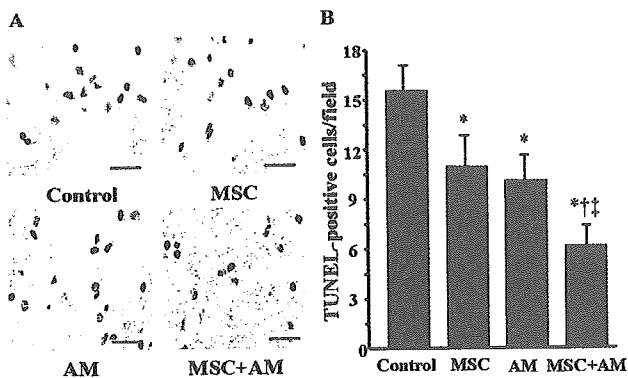 A
Control
MSC
AM
MSC+AM
B
TUNEL-positive cells/field
18
15
12
9
6
3
0
*
*
*†‡
Control MSC AM MSC+AM